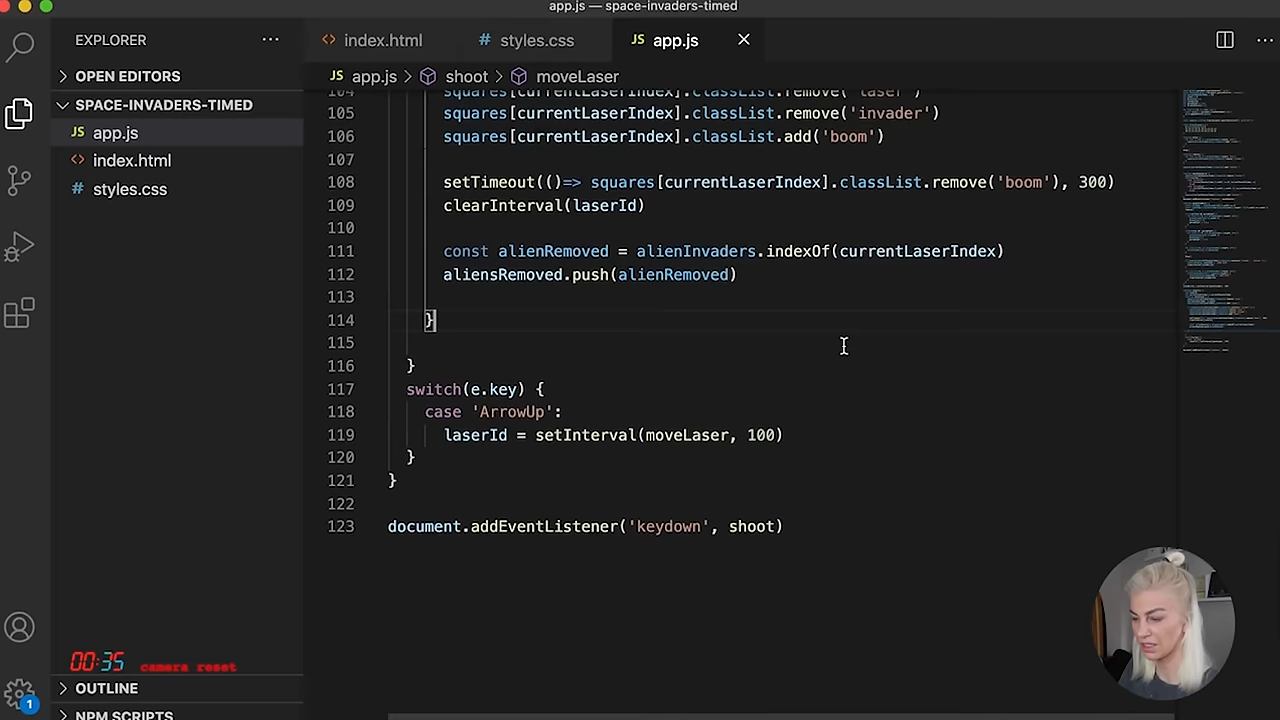 app.js — space-invaders-timed
EXPLORER
OPEN EDITORS
SPACE-INVADERS-TIMED
JS app.js
<> index.html
# styles.css
OUTLINE
NPM SCRIPTS
1
00:35 camera reset
<> index.html # styles.css JS app.js
JS app.js > shoot > moveLaser
104 squares[currentLaserIndex].classList.remove('laser')
105 squares[currentLaserIndex].classList.remove('invader')
106 squares[currentLaserIndex].classList.add('boom')
107
108 setTimeout(()=> squares[currentLaserIndex].classList.remove('boom'), 300)
109 clearInterval(laserId)
110
111 const alienRemoved = alienInvaders.indexOf(currentLaserIndex)
112 aliensRemoved.push(alienRemoved)
113
114 }
115
116 }
117 switch(e.key) {
118 case 'ArrowUp':
119 laserId = setInterval(moveLaser, 100)
120 }
121 }
122
123 document.addEventListener('keydown', shoot)